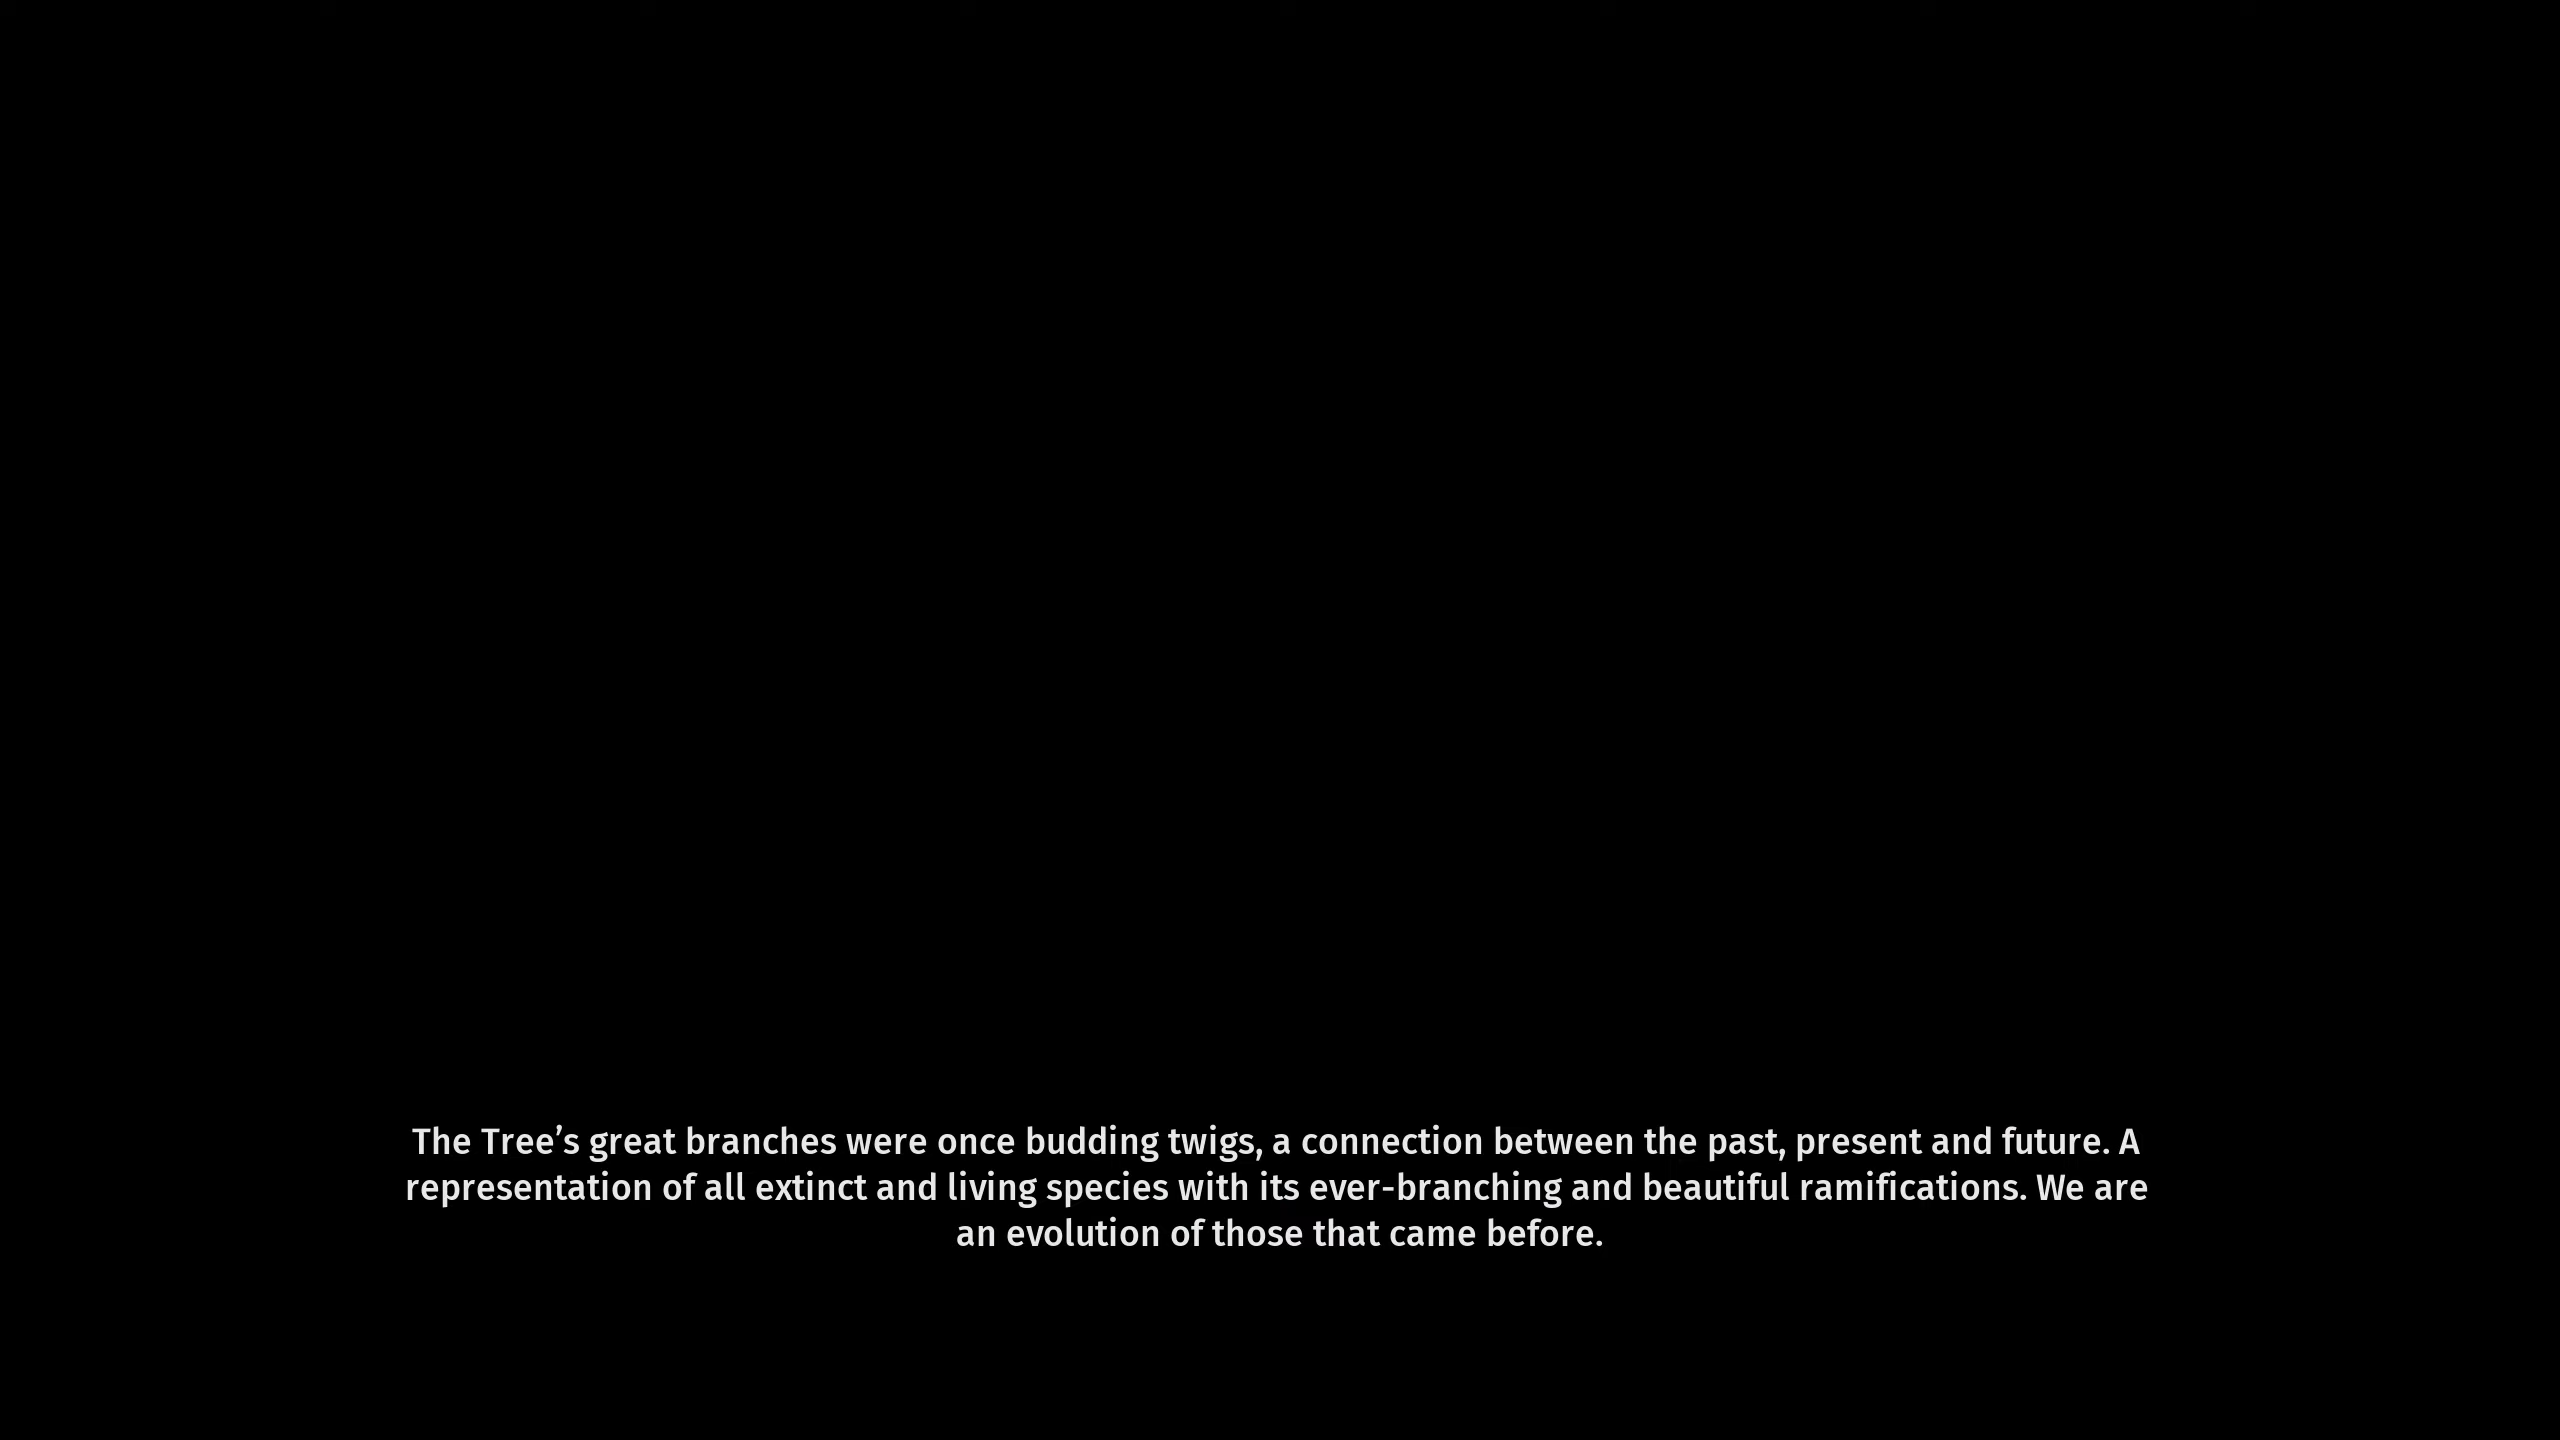 The Tree’s great branches were once budding twigs, a connection between the past, present and future. A
representation of all extinct and living species with its ever-branching and beautiful ramifications. We are
an evolution of those that came before.